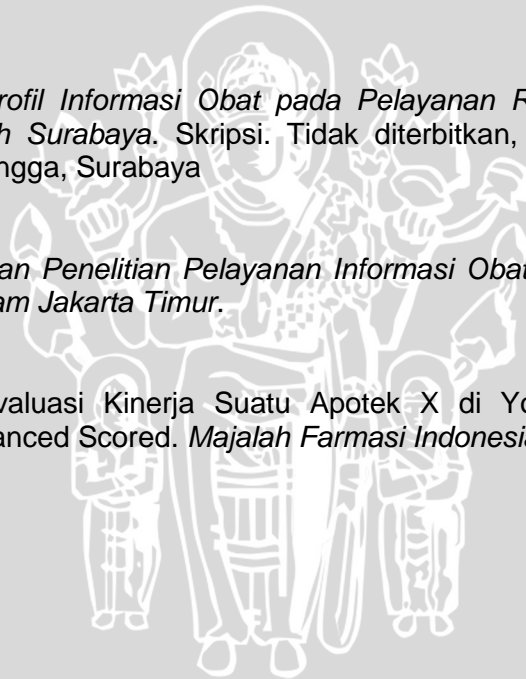 rofil Informasi Obat pada Pelayanan R
h Surabaya. Skripsi. Tidak diterbitkan,
ngga, Surabaya
an Penelitian Pelayanan Informasi Obat
am Jakarta Timur.
valuasi Kinerja Suatu Apotek X di Yo
anced Scored. Majalah Farmasi Indonesia